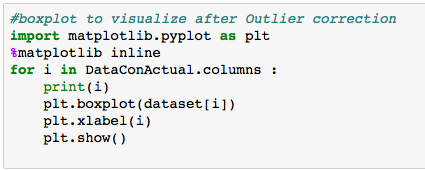 #boxplot to visualize after Outlier correction
import matplotlib.pyplot as plt
%matplotlib inline
for i in DataConActual.columns :
    print(i)
    plt.boxplot(dataset[i])
    plt.xlabel(i)
    plt.show()